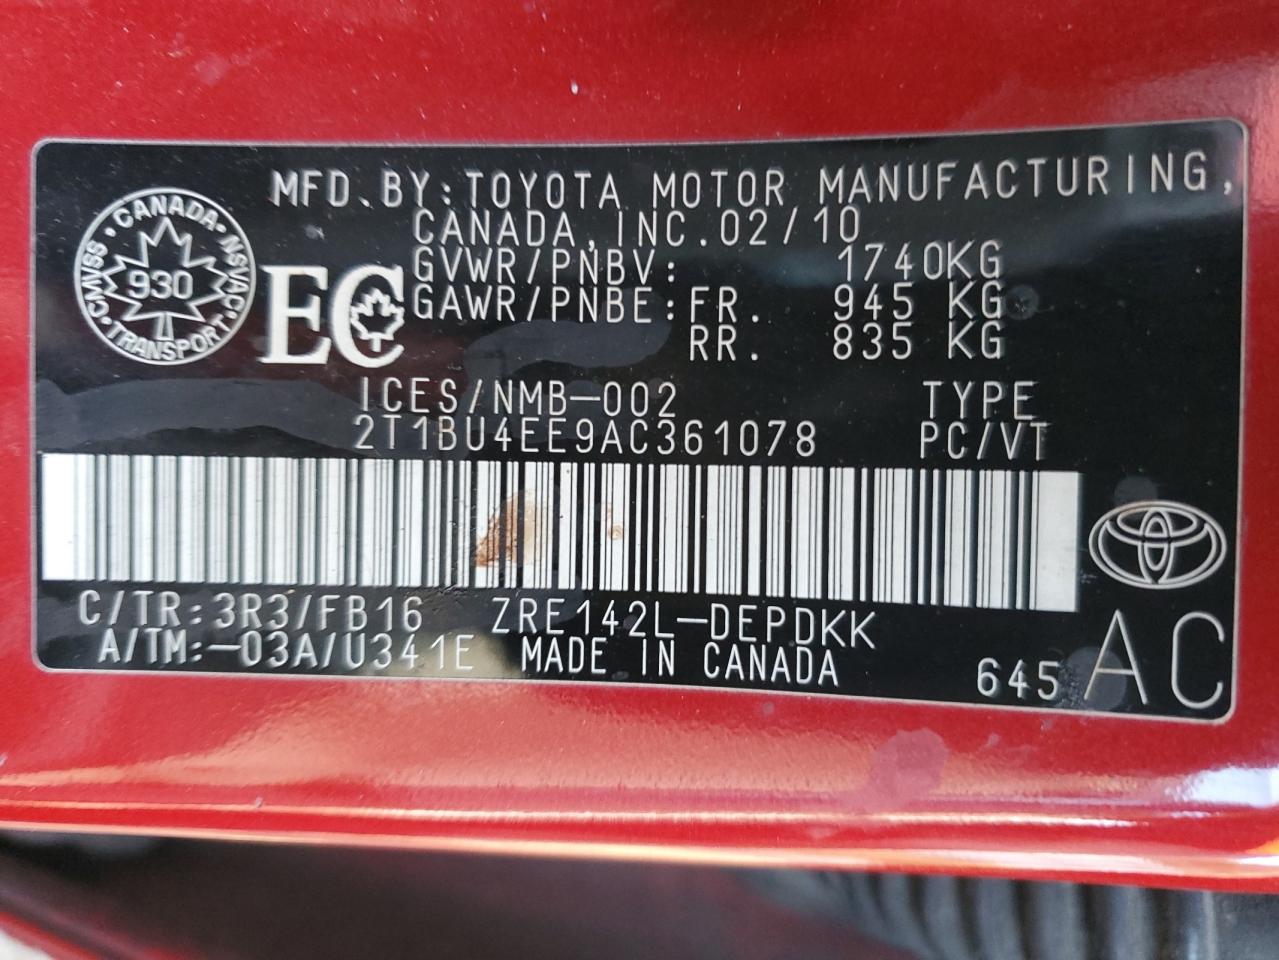 MFD.BY:TOYOTA MOTOR MANUFACTURING,
CANADA, INC.02/10
GVWR/PNBV: 1740KG
GAWR/PNBE:FR. 945 KG
RR. 835 KG
CANADA · NSVAC · TRANSPORT · CMVSS ·
930
EC
ICES/NMB-002 TYPE
2T1BU4EE9AC361078 PC/VT
C/TR:3R3/FB16 ZRE142L-DEPDKK
A/TM:-03A/U341E MADE IN CANADA
645 AC